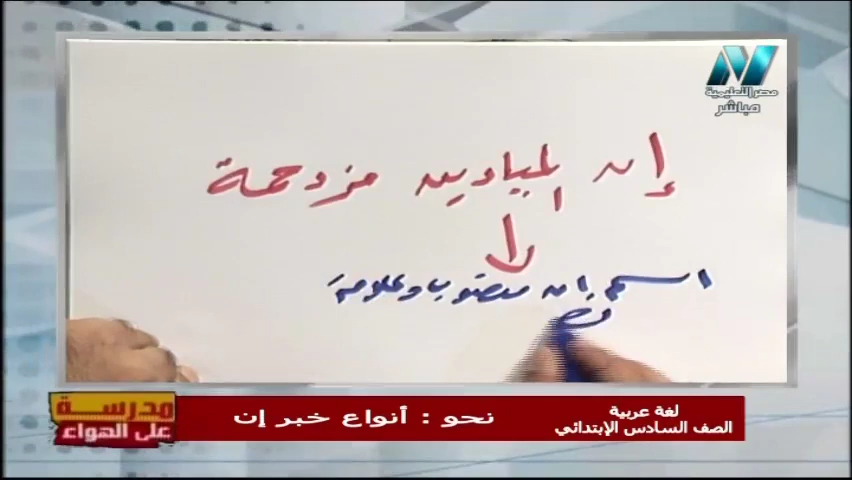 مصر التعليمية
مباشر
إن الميادين مزدحمة
اسم إن منصوب وعلامة
مدرسة
على الهواء
نحو : أنواع خبر إن
لغة عربية
الصف السادس الإبتدائي